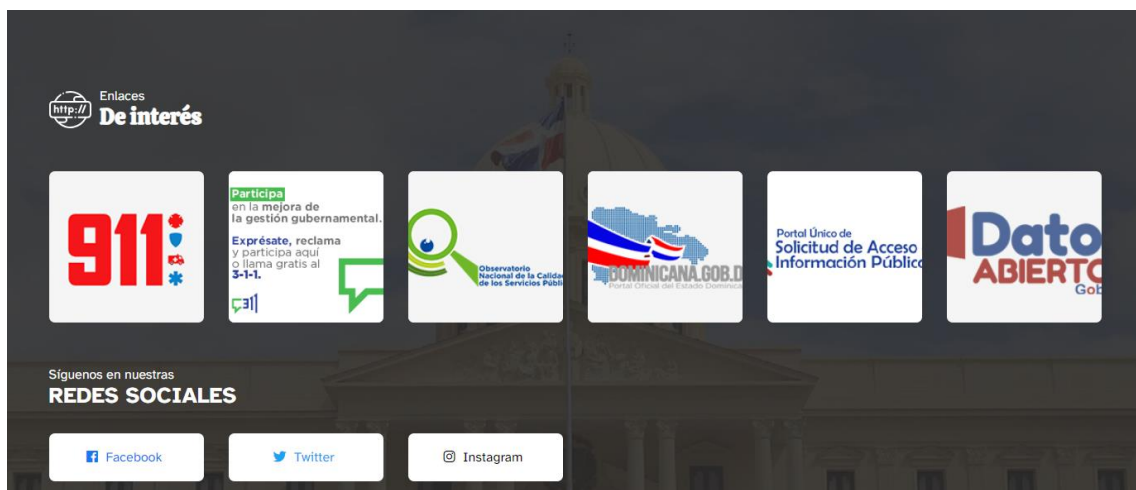 http://
Enlaces
De interés
911
Participa
en la mejora de
la gestión gubernamental.
Exprésate, reclama
y participa aquí
o llama gratis al
3-1-1.
311
Observatorio
Nacional de la Calida
de los Servicios Públi
DOMINICANA.GOB.D
Portal Oficial del Estado Dominica
Portal Único de
Solicitud de Acceso
Información Públic
Dato
ABIERTO
Gob
Síguenos en nuestras
REDES SOCIALES
Facebook
Twitter
Instagram